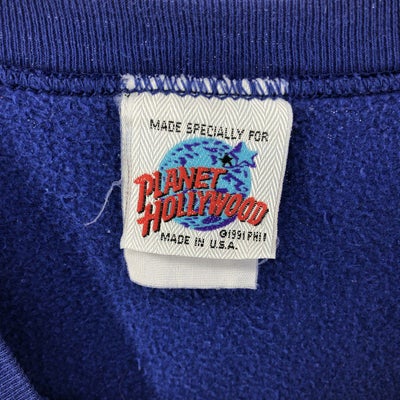 MADE SPECIALLY FOR
PLANET
HOLLYWOOD
©1991 PHI!
MADE IN U.S.A.